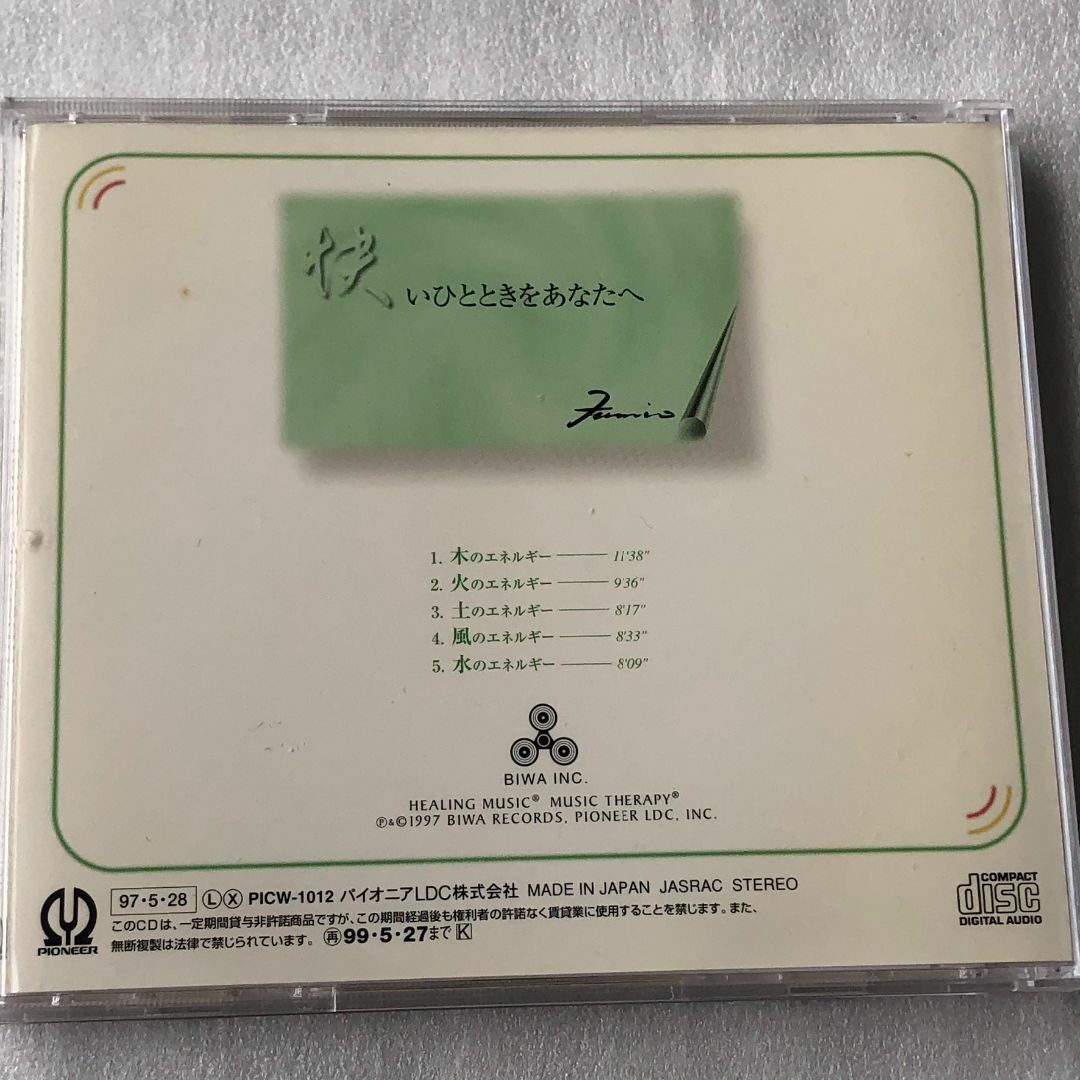 快いひとときをあなたへ
Fumio
1. 木のエネルギー 11'38"
2. 火のエネルギー 9'36"
3. 土のエネルギー 8'17"
4. 風のエネルギー 8'33"
5. 水のエネルギー 8'09"
BIWA INC.
HEALING MUSIC® MUSIC THERAPY®
℗&©1997 BIWA RECORDS, PIONEER LDC, INC.
97・5・28 Ⓛ Ⓧ PICW-1012 パイオニアLDC株式会社 MADE IN JAPAN JASRAC STEREO
このCDは、一定期間貸与非許諾商品ですが、この期間経過後も権利者の許諾なく賃貸業に使用することを禁じます。また、
無断複製は法律で禁じられています。 ㊢99・5・27まで K
PIONEER
COMPACT
disc
DIGITAL AUDIO